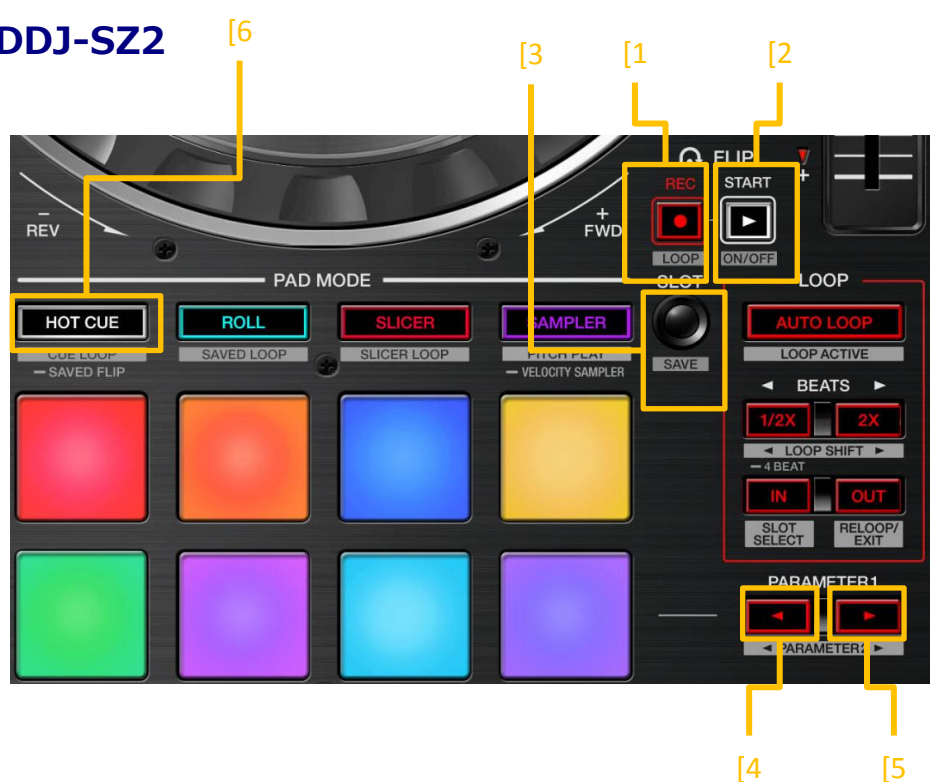 DDJ-SZ2
[6
[3
[1
[2
FLIP
REC
START
LOOP
ON/OFF
−
REV
+
FWD
+
PAD MODE
SLOT
SAVE
LOOP
HOT CUE
ROLL
SLICER
SAMPLER
CUE LOOP
SAVED LOOP
SLICER LOOP
PITCH PLAY
— SAVED FLIP
— VELOCITY SAMPLER
AUTO LOOP
LOOP ACTIVE
◄ BEATS ►
1/2X
2X
◄ LOOP SHIFT ►
— 4 BEAT
IN
OUT
SLOT SELECT
RELOOP/EXIT
PARAMETER1
◄
►
◄ PARAMETER2 ►
[4
[5